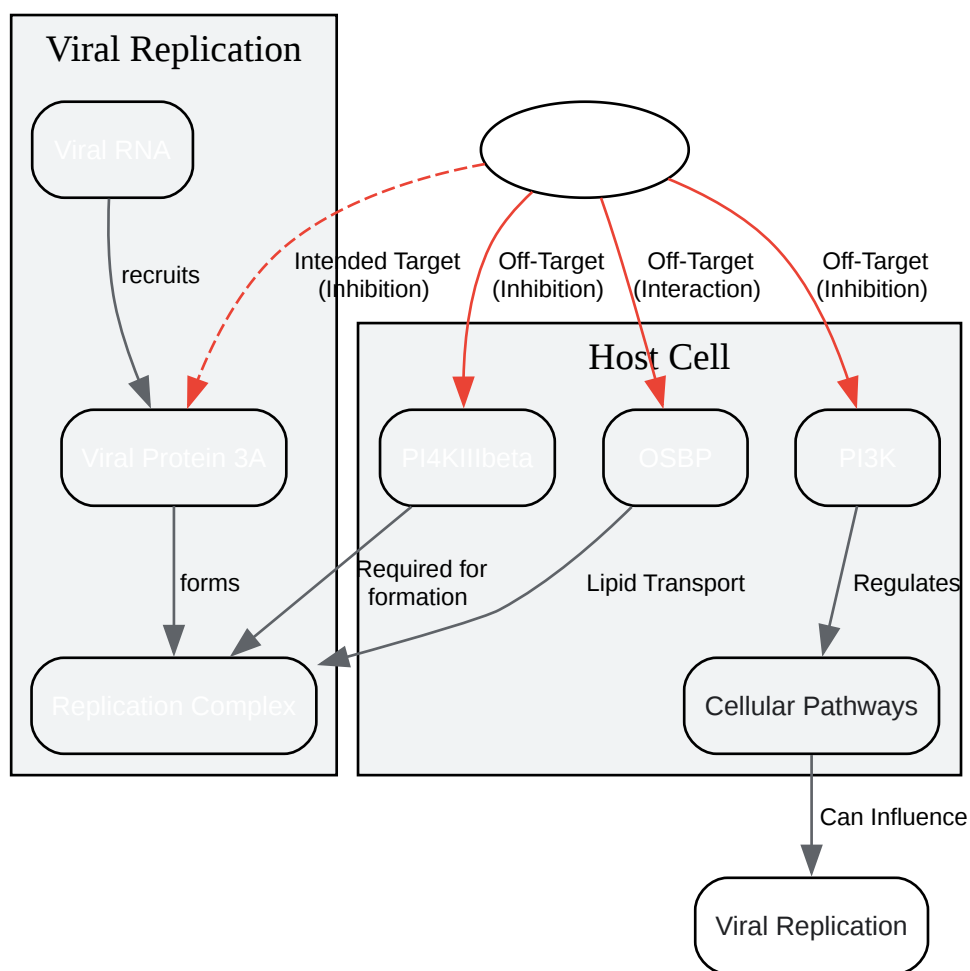 Viral Replication
Viral RNA
recruits
Intended Target
(Inhibition)
Off-Target
(Inhibition)
Off-Target
(Interaction)
Off-Target
(Inhibition)
Host Cell
Viral Protein 3A
PI4KIIIbeta
OSBP
PI3K
forms
Required for
formation
Lipid Transport
Regulates
Replication Complex
Cellular Pathways
Can Influence
Viral Replication